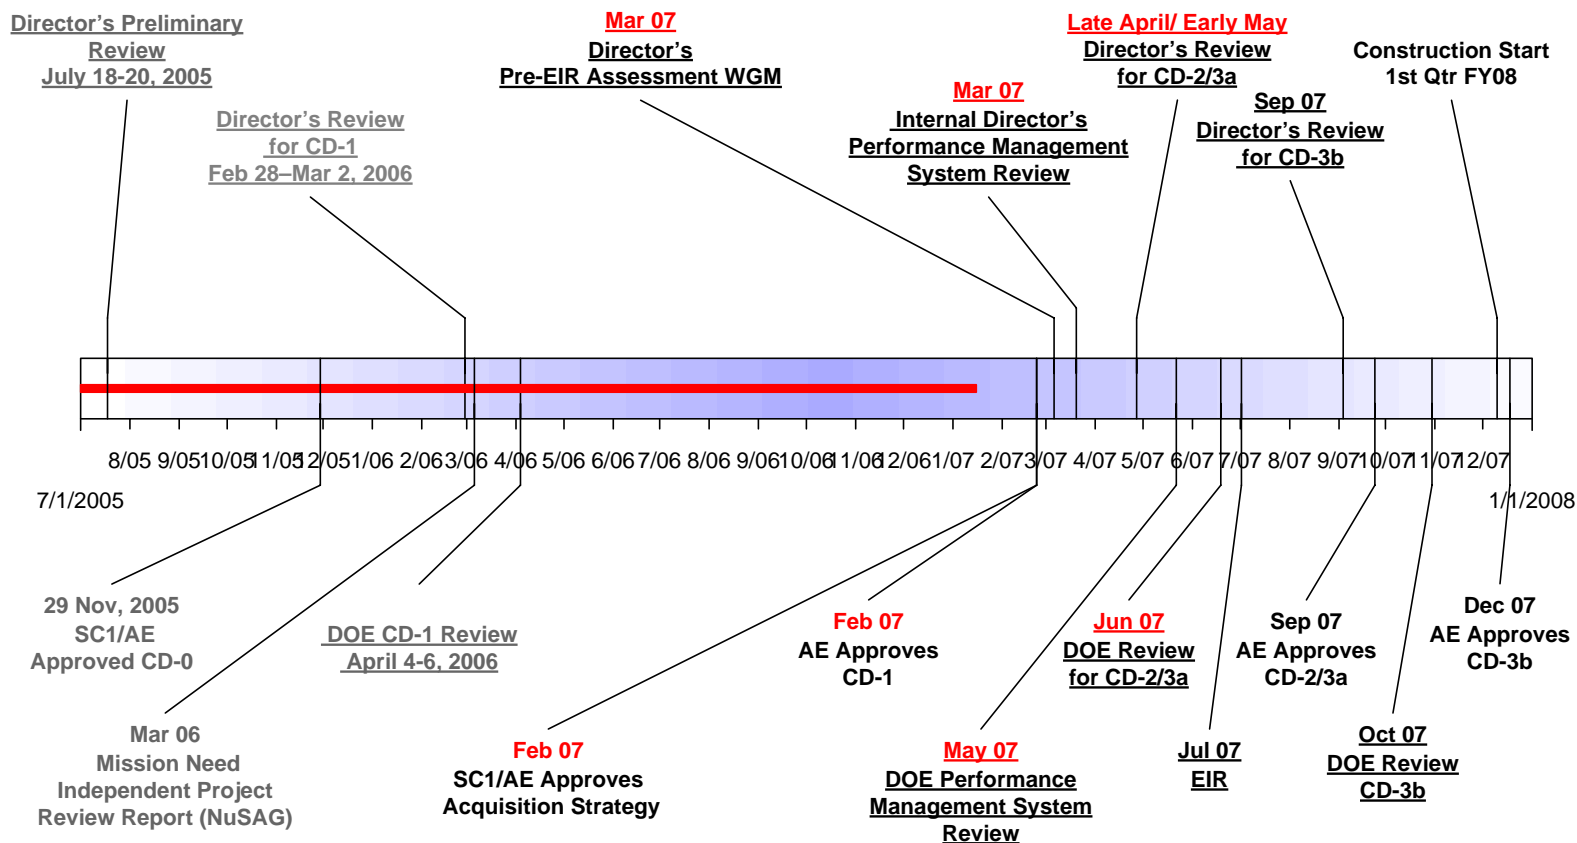 Director’s Preliminary
Review
July 18-20, 2005
Director’s Review
for CD-1
Feb 28–Mar 2, 2006
Mar 07
Director’s
Pre-EIR Assessment WGM
Mar 07
Internal Director’s
Performance Management
System Review
Late April/ Early May
Director’s Review
for CD-2/3a
Sep 07
Director’s Review
for CD-3b
Construction Start
1st Qtr FY08
8/05 9/05 10/05 11/05 12/05 1/06 2/06 3/06 4/06 5/06 6/06 7/06 8/06 9/06 10/06 11/06 12/06 1/07 2/07 3/07 4/07 5/07 6/07 7/07 8/07 9/07 10/07 11/07 12/07
7/1/2005
1/1/2008
29 Nov, 2005
SC1/AE
Approved CD-0
Mar 06
Mission Need
Independent Project
Review Report (NuSAG)
DOE CD-1 Review
April 4-6, 2006
Feb 07
SC1/AE Approves
Acquisition Strategy
Feb 07
AE Approves
CD-1
May 07
DOE Performance
Management System
Review
Jun 07
DOE Review
for CD-2/3a
Jul 07
EIR
Sep 07
AE Approves
CD-2/3a
Oct 07
DOE Review
CD-3b
Dec 07
AE Approves
CD-3b